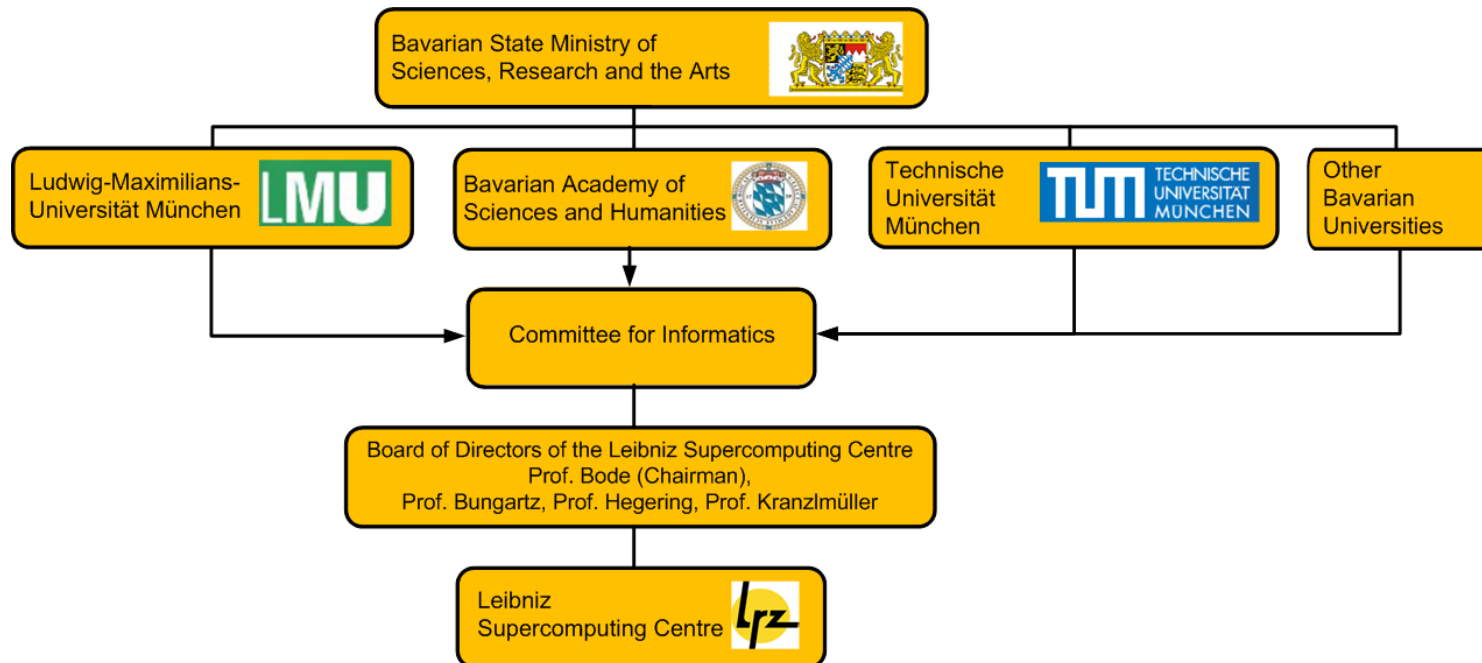 Bavarian State Ministry of
Sciences, Research and the Arts
Ludwig-Maximilians-
Universität München
LMU
Bavarian Academy of
Sciences and Humanities
Technische
Universität
München
TUM
TECHNISCHE
UNIVERSITÄT
MÜNCHEN
Other
Bavarian
Universities
Committee for Informatics
Board of Directors of the Leibniz Supercomputing Centre
Prof. Bode (Chairman),
Prof. Bungartz, Prof. Hegering, Prof. Kranzlmüller
Leibniz
Supercomputing Centre
lrz